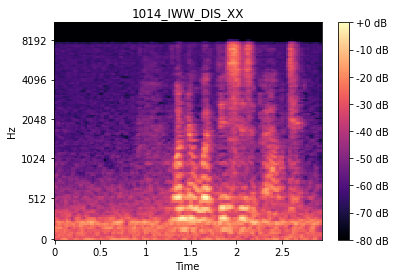 1014_IWW_DIS_XX
+0 dB
8192
-10 dB
4096
-20 dB
-30 dB
2048
Hz
-40 dB
1024
-50 dB
512
-60 dB
-70 dB
0
-80 dB
0 0.5 1 1.5 2 2.5
Time